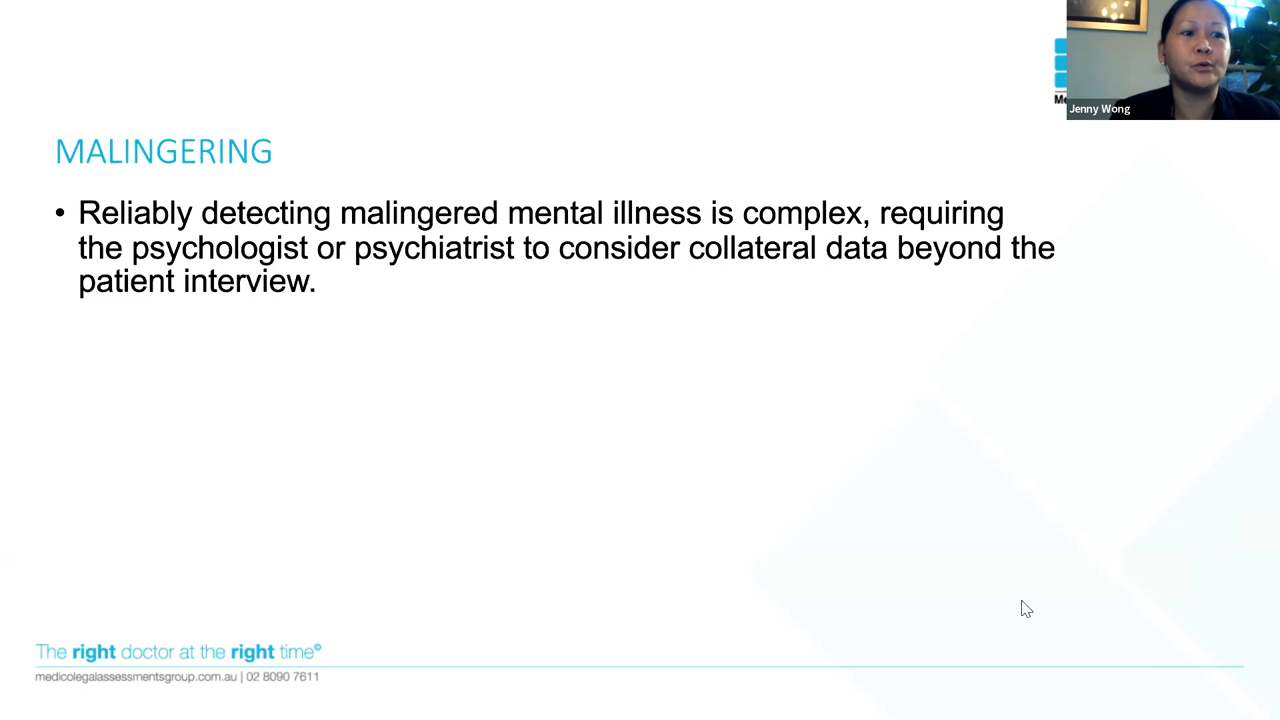 Me
Jenny Wong
MALINGERING
• Reliably detecting malingered mental illness is complex, requiring
the psychologist or psychiatrist to consider collateral data beyond the
patient interview.
The right doctor at the right time©
medicolegalassessmentsgroup.com.au | 02 8090 7611